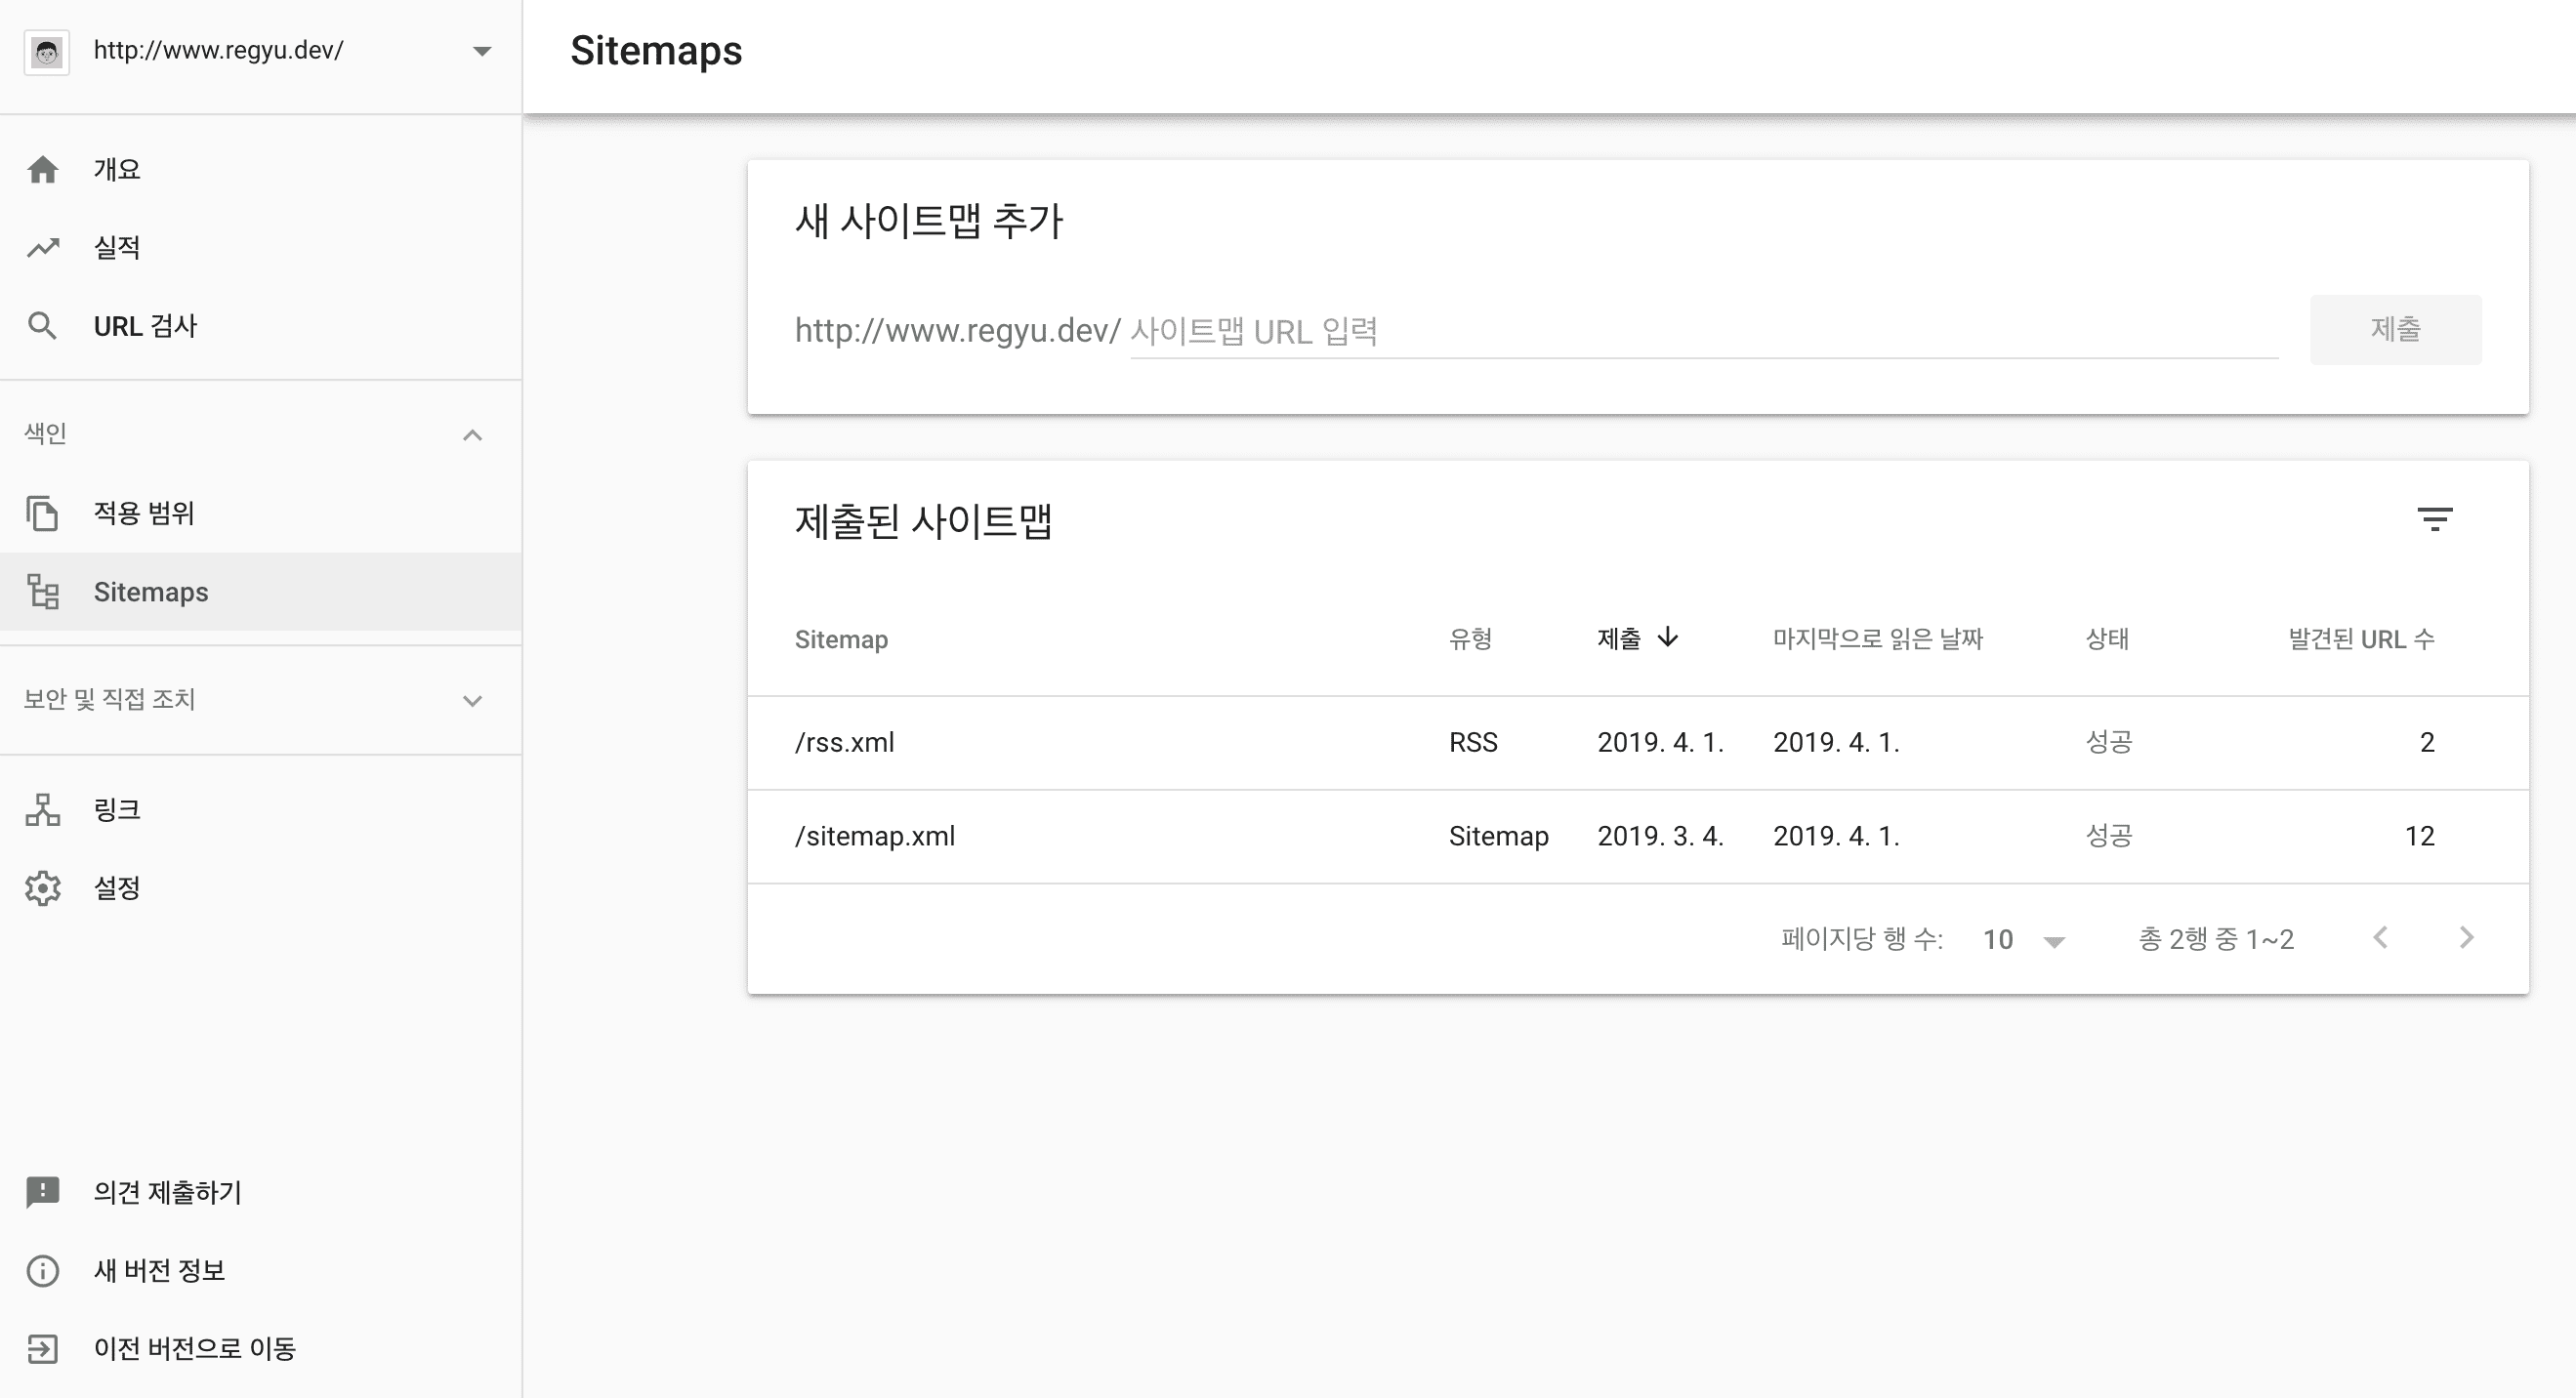 http://www.regyu.dev/
개요
실적
URL 검사
색인
적용 범위
Sitemaps
보안 및 직접 조치
링크
설정
의견 제출하기
새 버전 정보
이전 버전으로 이동
Sitemaps
새 사이트맵 추가
http://www.regyu.dev/ 사이트맵 URL 입력 제출
제출된 사이트맵
Sitemap 유형 제출 마지막으로 읽은 날짜 상태 발견된 URL 수
/rss.xml RSS 2019. 4. 1. 2019. 4. 1. 성공 2
/sitemap.xml Sitemap 2019. 3. 4. 2019. 4. 1. 성공 12
페이지당 행 수: 10 총 2행 중 1~2